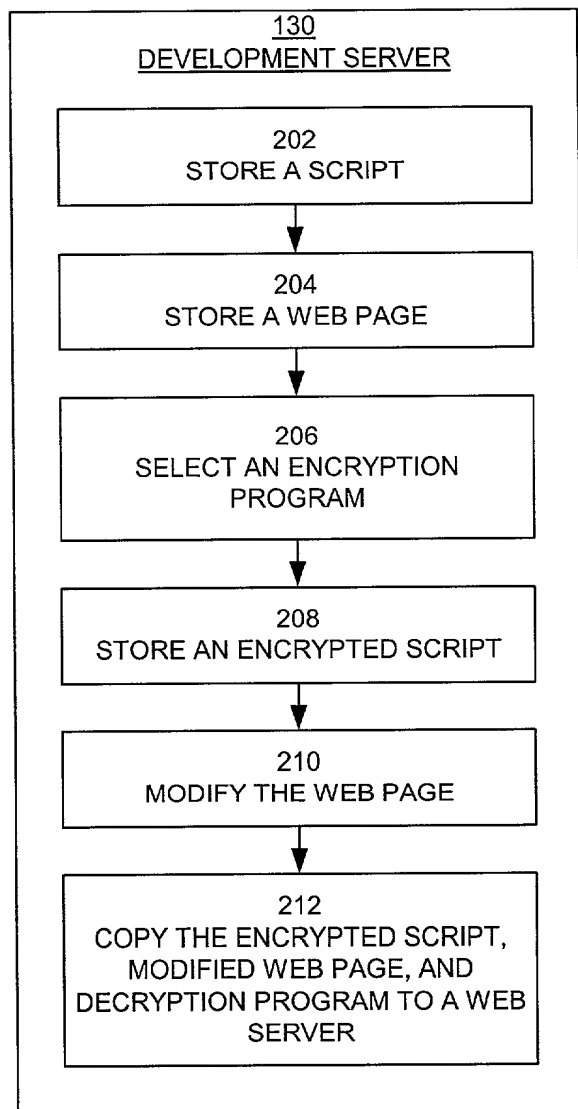 130
DEVELOPMENT SERVER
202
STORE A SCRIPT
204
STORE A WEB PAGE
206
SELECT AN ENCRYPTION
PROGRAM
208
STORE AN ENCRYPTED SCRIPT
210
MODIFY THE WEB PAGE
212
COPY THE ENCRYPTED SCRIPT,
MODIFIED WEB PAGE, AND
DECRYPTION PROGRAM TO A WEB
SERVER